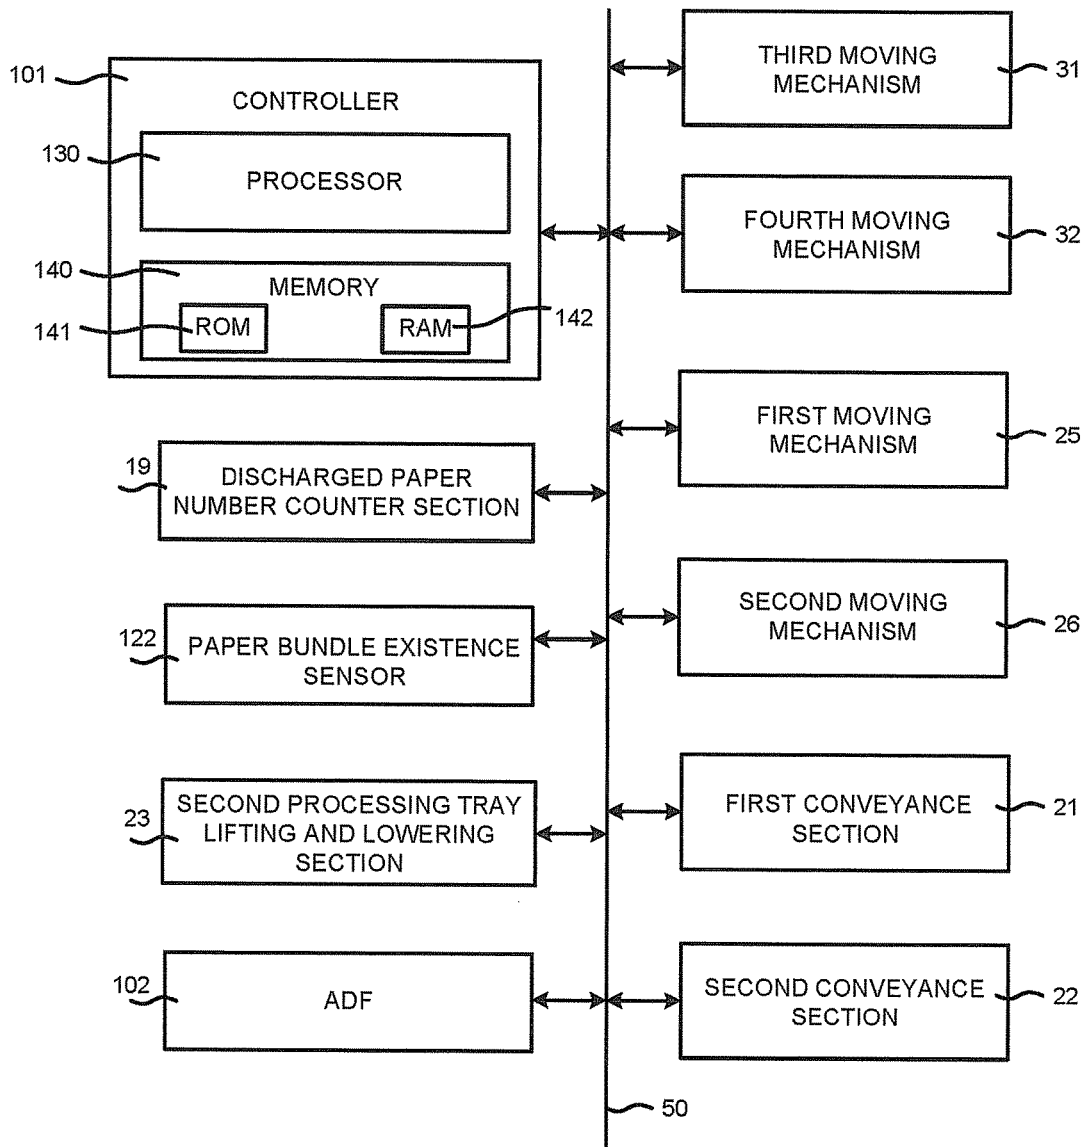 101
CONTROLLER
130
PROCESSOR
140
MEMORY
141
ROM
RAM
142
19
DISCHARGED PAPER
NUMBER COUNTER SECTION
122
PAPER BUNDLE EXISTENCE
SENSOR
23
SECOND PROCESSING TRAY
LIFTING AND LOWERING
SECTION
102
ADF
THIRD MOVING
MECHANISM
31
FOURTH MOVING
MECHANISM
32
FIRST MOVING
MECHANISM
25
SECOND MOVING
MECHANISM
26
FIRST CONVEYANCE
SECTION
21
SECOND CONVEYANCE
SECTION
22
50